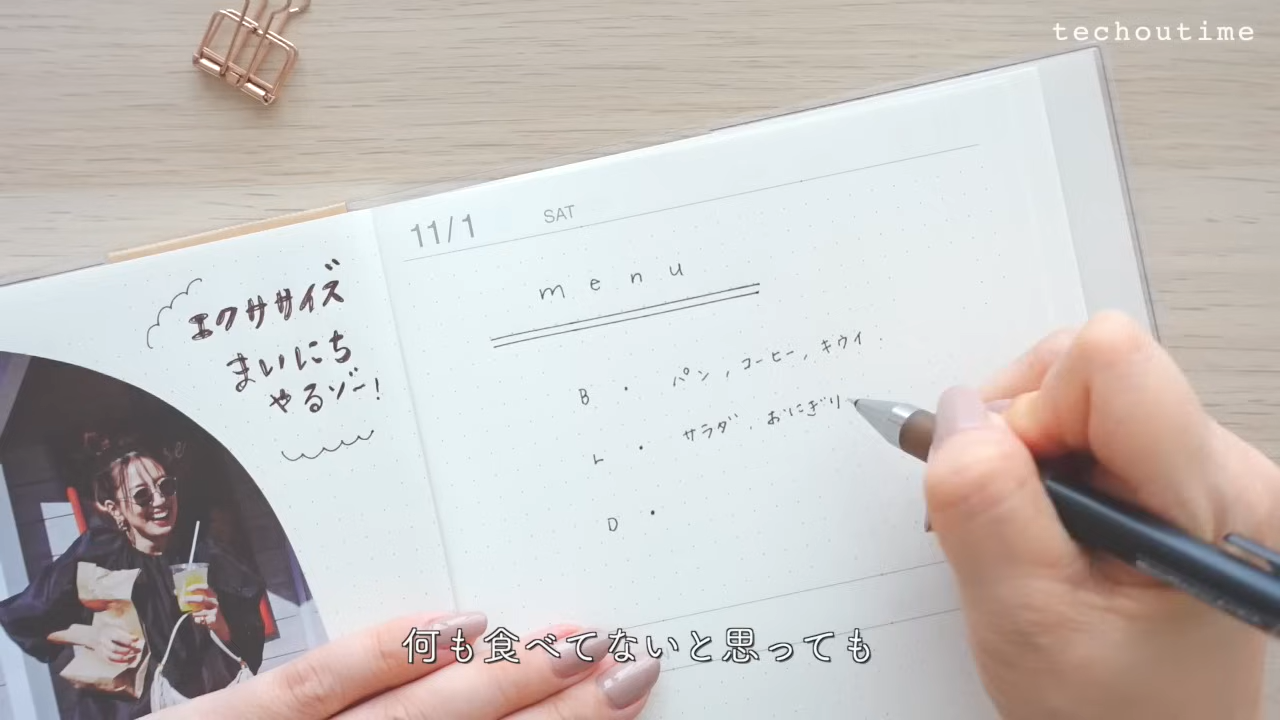 techoutime
11/1 SAT
menu
エクササイズ
まいにち
やるゾー!
B・パン,コーヒー,キウイ.
L・サラダ.おにぎり
D・
何も食べてないと思っても